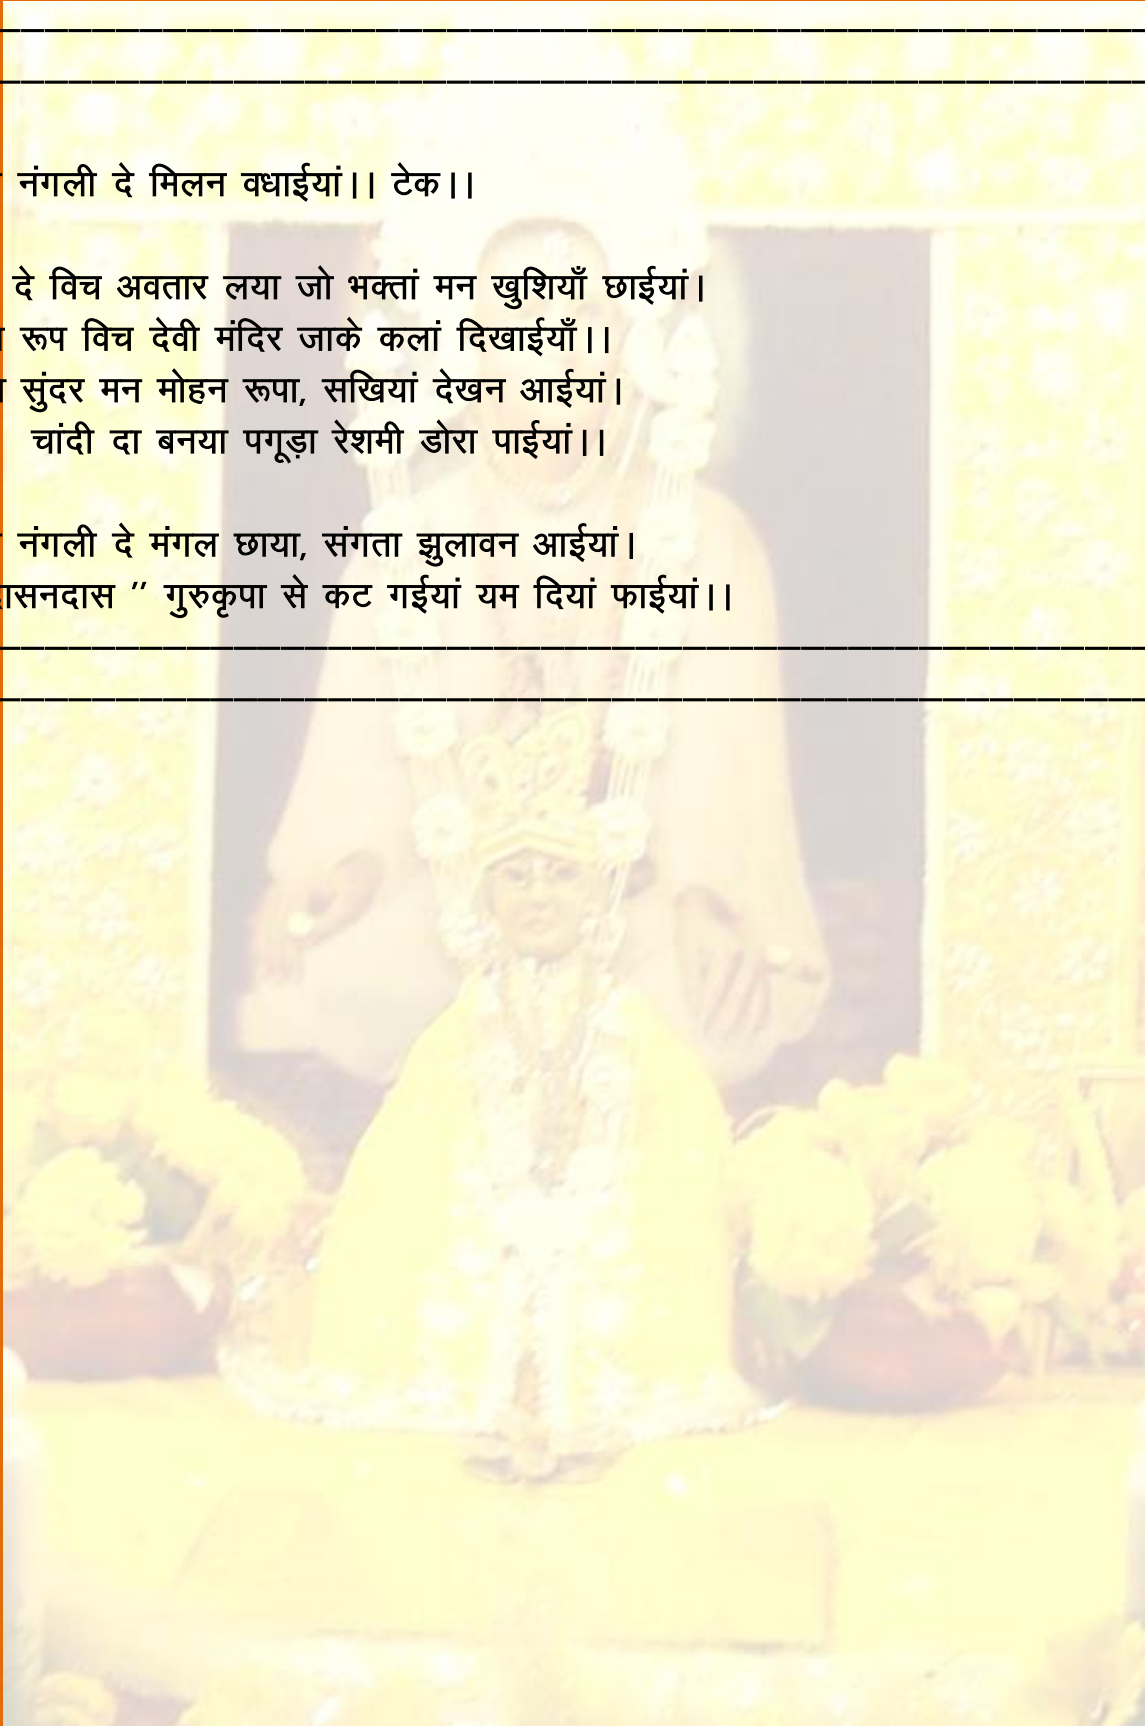 नंगली दे मिलन वधाईयां।। टेक।।
दे विच अवतार लया जो भक्तां मन खुशियाँ छाईयां।
रूप विच देवी मंदिर जाके कलां दिखाईयाँ।।
सुंदर मन मोहन रूपा, सखियां देखन आईयां।
चांदी दा बनया पगूड़ा रेशमी डोरा पाईयां।।
नंगली दे मंगल छाया, संगता झुलावन आईयां।
ासनदास ’’ गुरुकृपा से कट गईयां यम दियां फाईयां।।